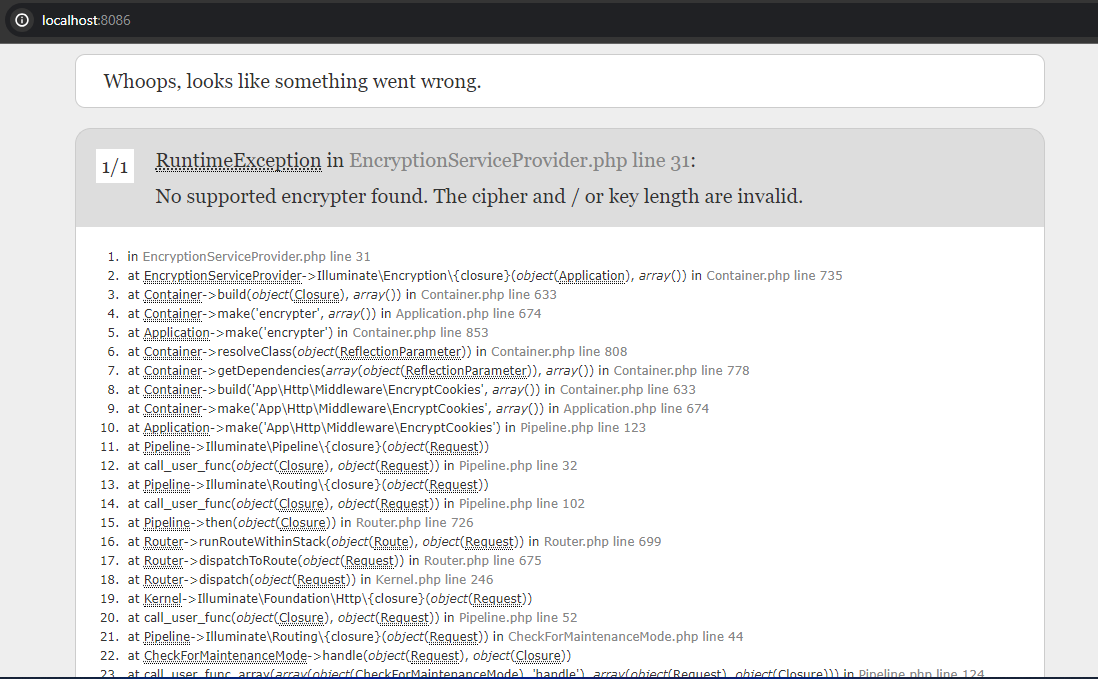 localhost:8086
Whoops, looks like something went wrong.
1/1
RuntimeException in EncryptionServiceProvider.php line 31:
No supported encrypter found. The cipher and / or key length are invalid.
1. in EncryptionServiceProvider.php line 31
2. at EncryptionServiceProvider->Illuminate\Encryption\{closure}(object(Application), array()) in Container.php line 735
3. at Container->build(object(Closure), array()) in Container.php line 633
4. at Container->make('encrypter', array()) in Application.php line 674
5. at Application->make('encrypter') in Container.php line 853
6. at Container->resolveClass(object(ReflectionParameter)) in Container.php line 808
7. at Container->getDependencies(array(object(ReflectionParameter)), array()) in Container.php line 778
8. at Container->build('App\Http\Middleware\EncryptCookies', array()) in Container.php line 633
9. at Container->make('App\Http\Middleware\EncryptCookies', array()) in Application.php line 674
10. at Application->make('App\Http\Middleware\EncryptCookies') in Pipeline.php line 123
11. at Pipeline->Illuminate\Pipeline\{closure}(object(Request))
12. at call_user_func(object(Closure), object(Request)) in Pipeline.php line 32
13. at Pipeline->Illuminate\Routing\{closure}(object(Request))
14. at call_user_func(object(Closure), object(Request)) in Pipeline.php line 102
15. at Pipeline->then(object(Closure)) in Router.php line 726
16. at Router->runRouteWithinStack(object(Route), object(Request)) in Router.php line 699
17. at Router->dispatchToRoute(object(Request)) in Router.php line 675
18. at Router->dispatch(object(Request)) in Kernel.php line 246
19. at Kernel->Illuminate\Foundation\Http\{closure}(object(Request))
20. at call_user_func(object(Closure), object(Request)) in Pipeline.php line 52
21. at Pipeline->Illuminate\Routing\{closure}(object(Request)) in CheckForMaintenanceMode.php line 44
22. at CheckForMaintenanceMode->handle(object(Request), object(Closure))
23. at call_user_func_array(array(object(CheckForMaintenanceMode), 'handle'), array(object(Request), object(Closure))) in Pipeline.php line 124